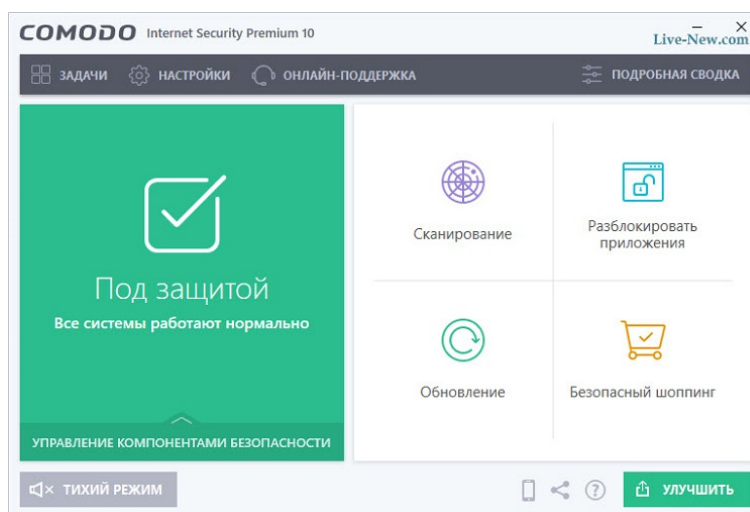 COMODO Internet Security Premium 10
Live-New.com
ЗАДАЧИ НАСТРОЙКИ ОНЛАЙН-ПОДДЕРЖКА ПОДРОБНАЯ СВОДКА
Под защитой
Все системы работают нормально
УПРАВЛЕНИЕ КОМПОНЕНТАМИ БЕЗОПАСНОСТИ
Сканирование
Разблокировать
приложения
Обновление
Безопасный шоппинг
ТИХИЙ РЕЖИМ
?
УЛУЧШИТЬ